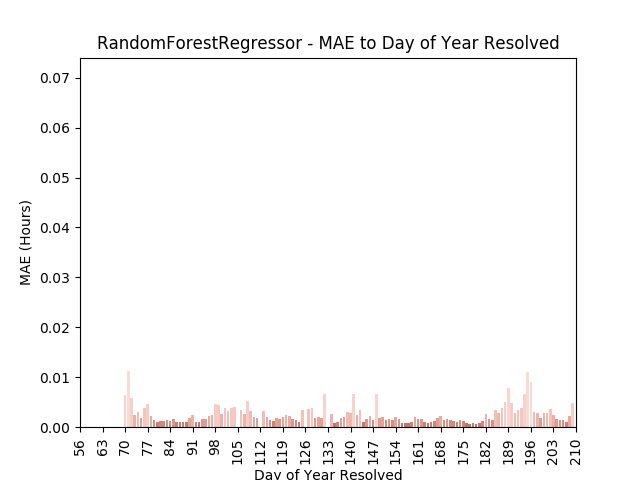 RandomForestRegressor - MAE to Day of Year Resolved
0.07
0.06
0.05
0.04
0.03
0.02
0.01
0.00
MAE (Hours)
56 63 70 77 84 91 98 105 112 119 126 133 140 147 154 161 168 175 182 189 196 203 210
Day of Year Resolved